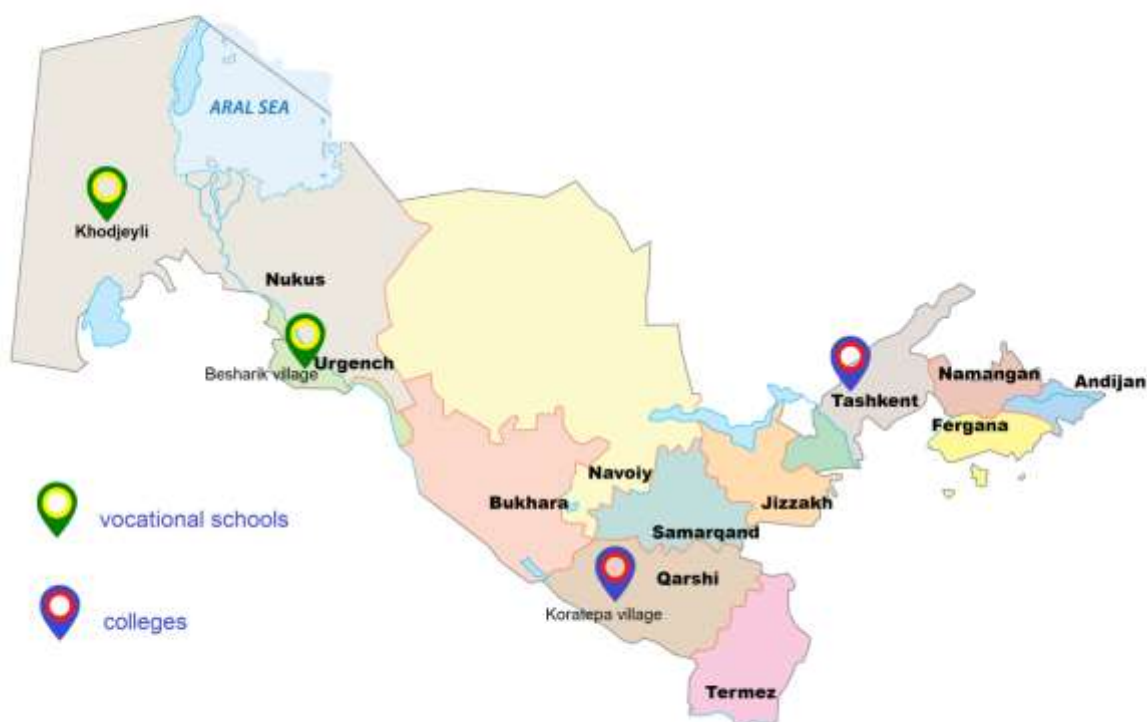 ARAL SEA
Khodjeyli
Nukus
Urgench
Besharik village
Namangan
Andijan
Tashkent
Fergana
Navoiy
Bukhara
Jizzakh
vocational schools
Samarqand
Qarshi
Koratepa village
colleges
Termez